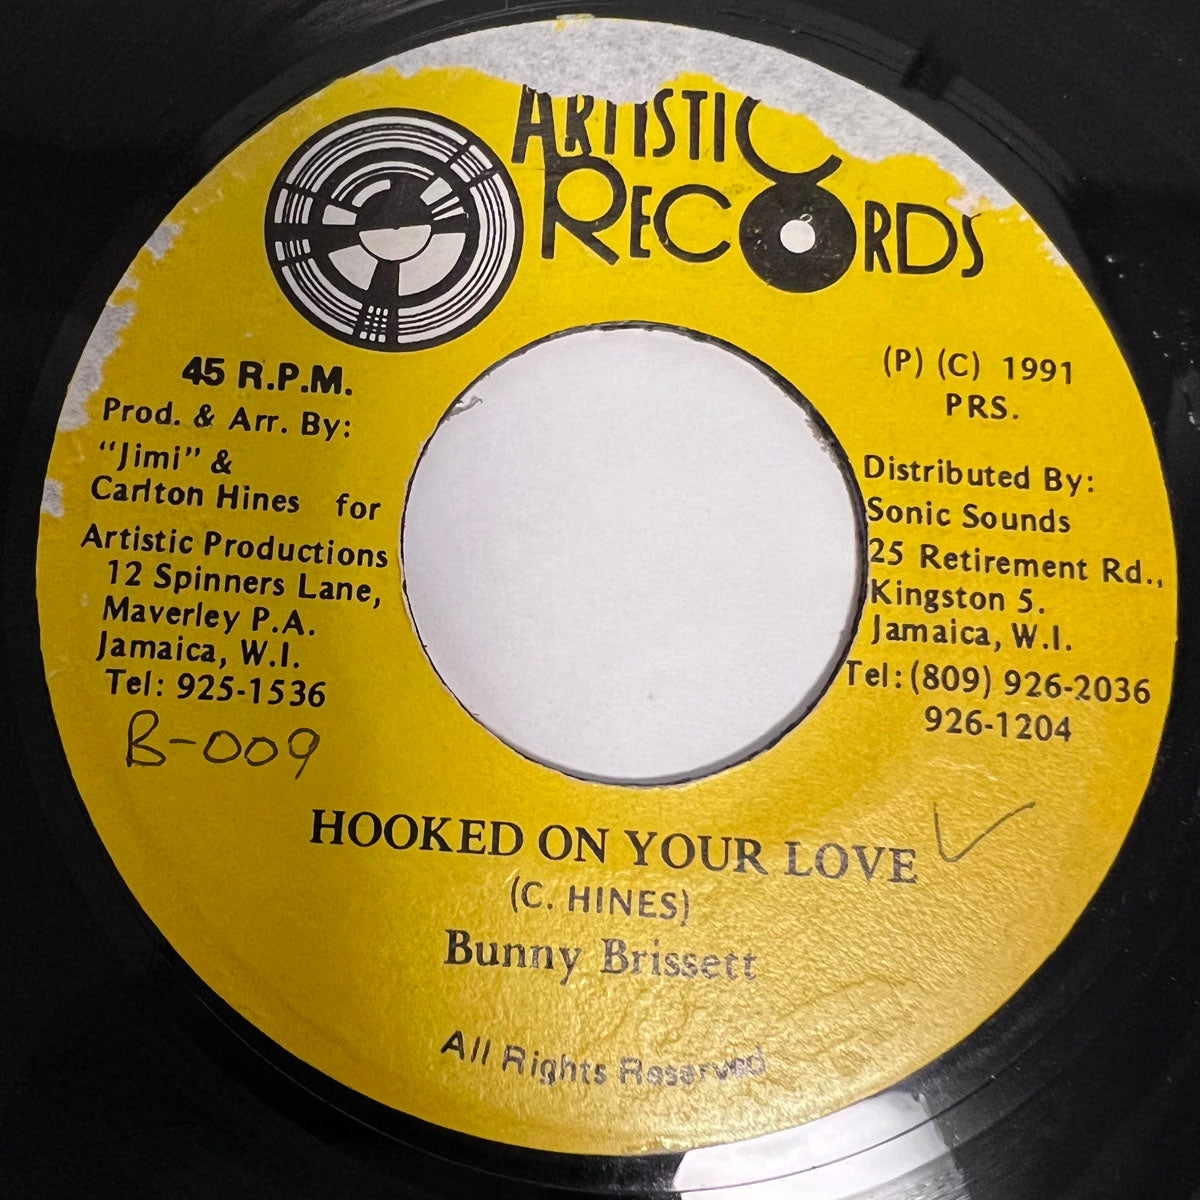 ARTISTIC
RECORDS
45 R.P.M.
Prod. & Arr. By:
"Jimi" &
Carlton Hines for
Artistic Productions
12 Spinners Lane,
Maverley P.A.
Jamaica, W.I.
Tel: 925-1536
B-009
(P) (C) 1991
PRS.
Distributed By:
Sonic Sounds
25 Retirement Rd.,
Kingston 5.
Jamaica, W.I.
Tel: (809) 926-2036
926-1204
HOOKED ON YOUR LOVE
(C. HINES)
Bunny Brissett
All Rights Reserved